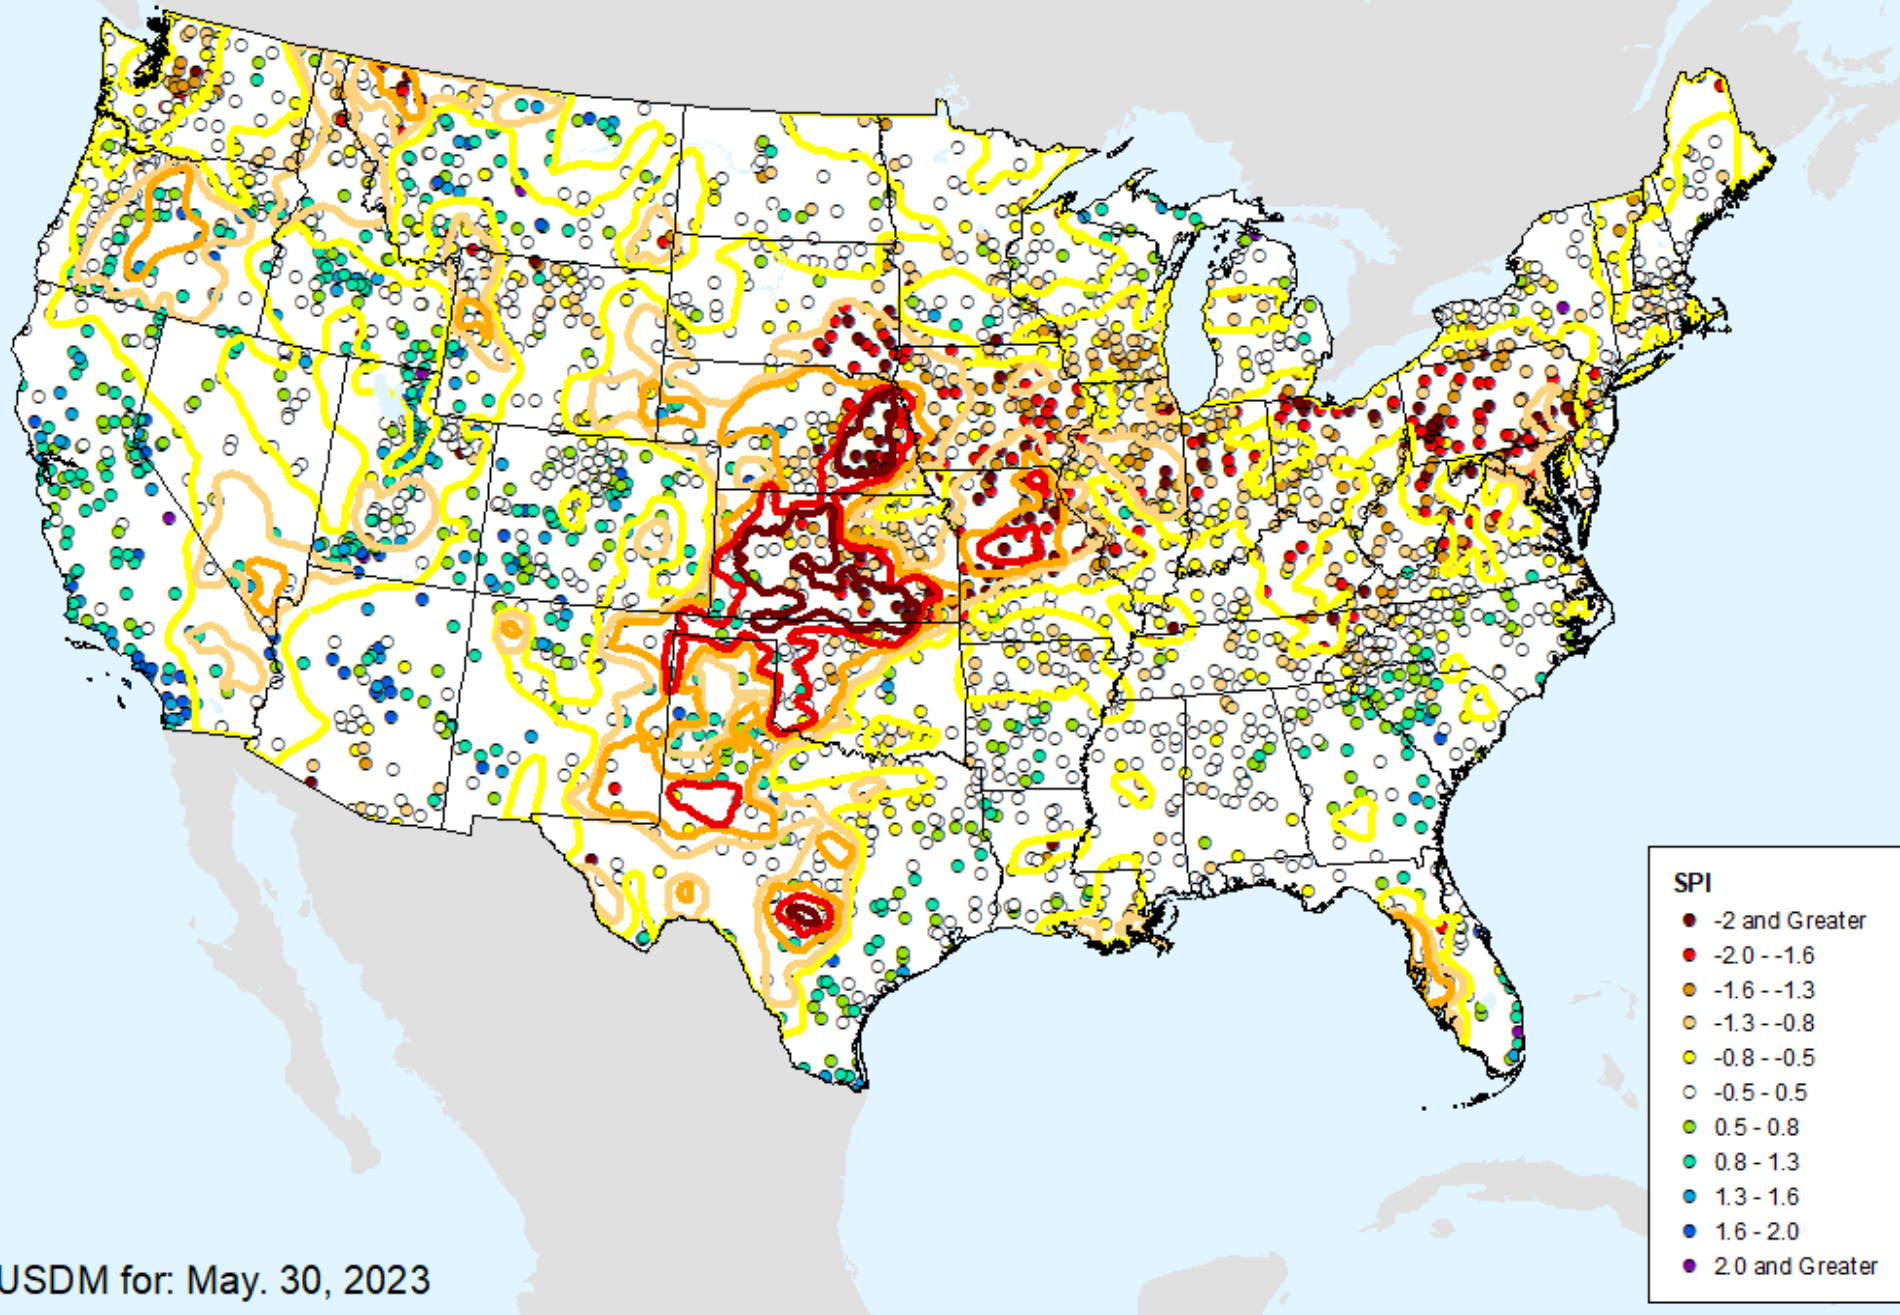 SPI
-2 and Greater
-2.0 - -1.6
-1.6 - -1.3
-1.3 - -0.8
-0.8 - -0.5
-0.5 - 0.5
0.5 - 0.8
0.8 - 1.3
1.3 - 1.6
1.6 - 2.0
2.0 and Greater
USDM for: May. 30, 2023